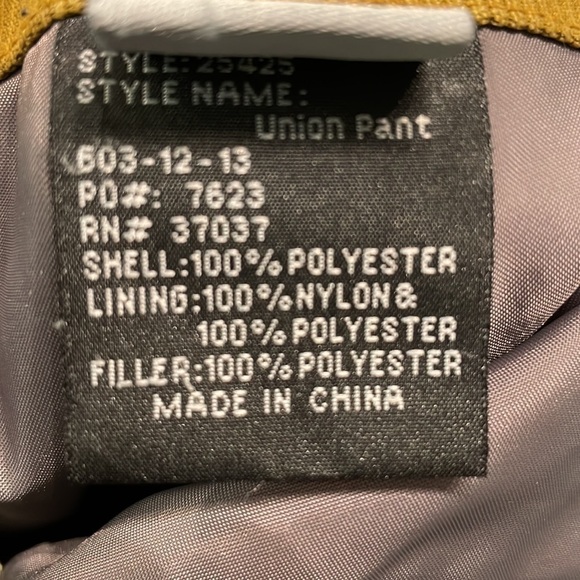 STYLE: 25425
STYLE NAME:
Union Pant
603-12-13
PO#: 7623
RN# 37037
SHELL:100%POLYESTER
LINING:100%NYLON&
100%POLYESTER
FILLER:100%POLYESTER
MADE IN CHINA